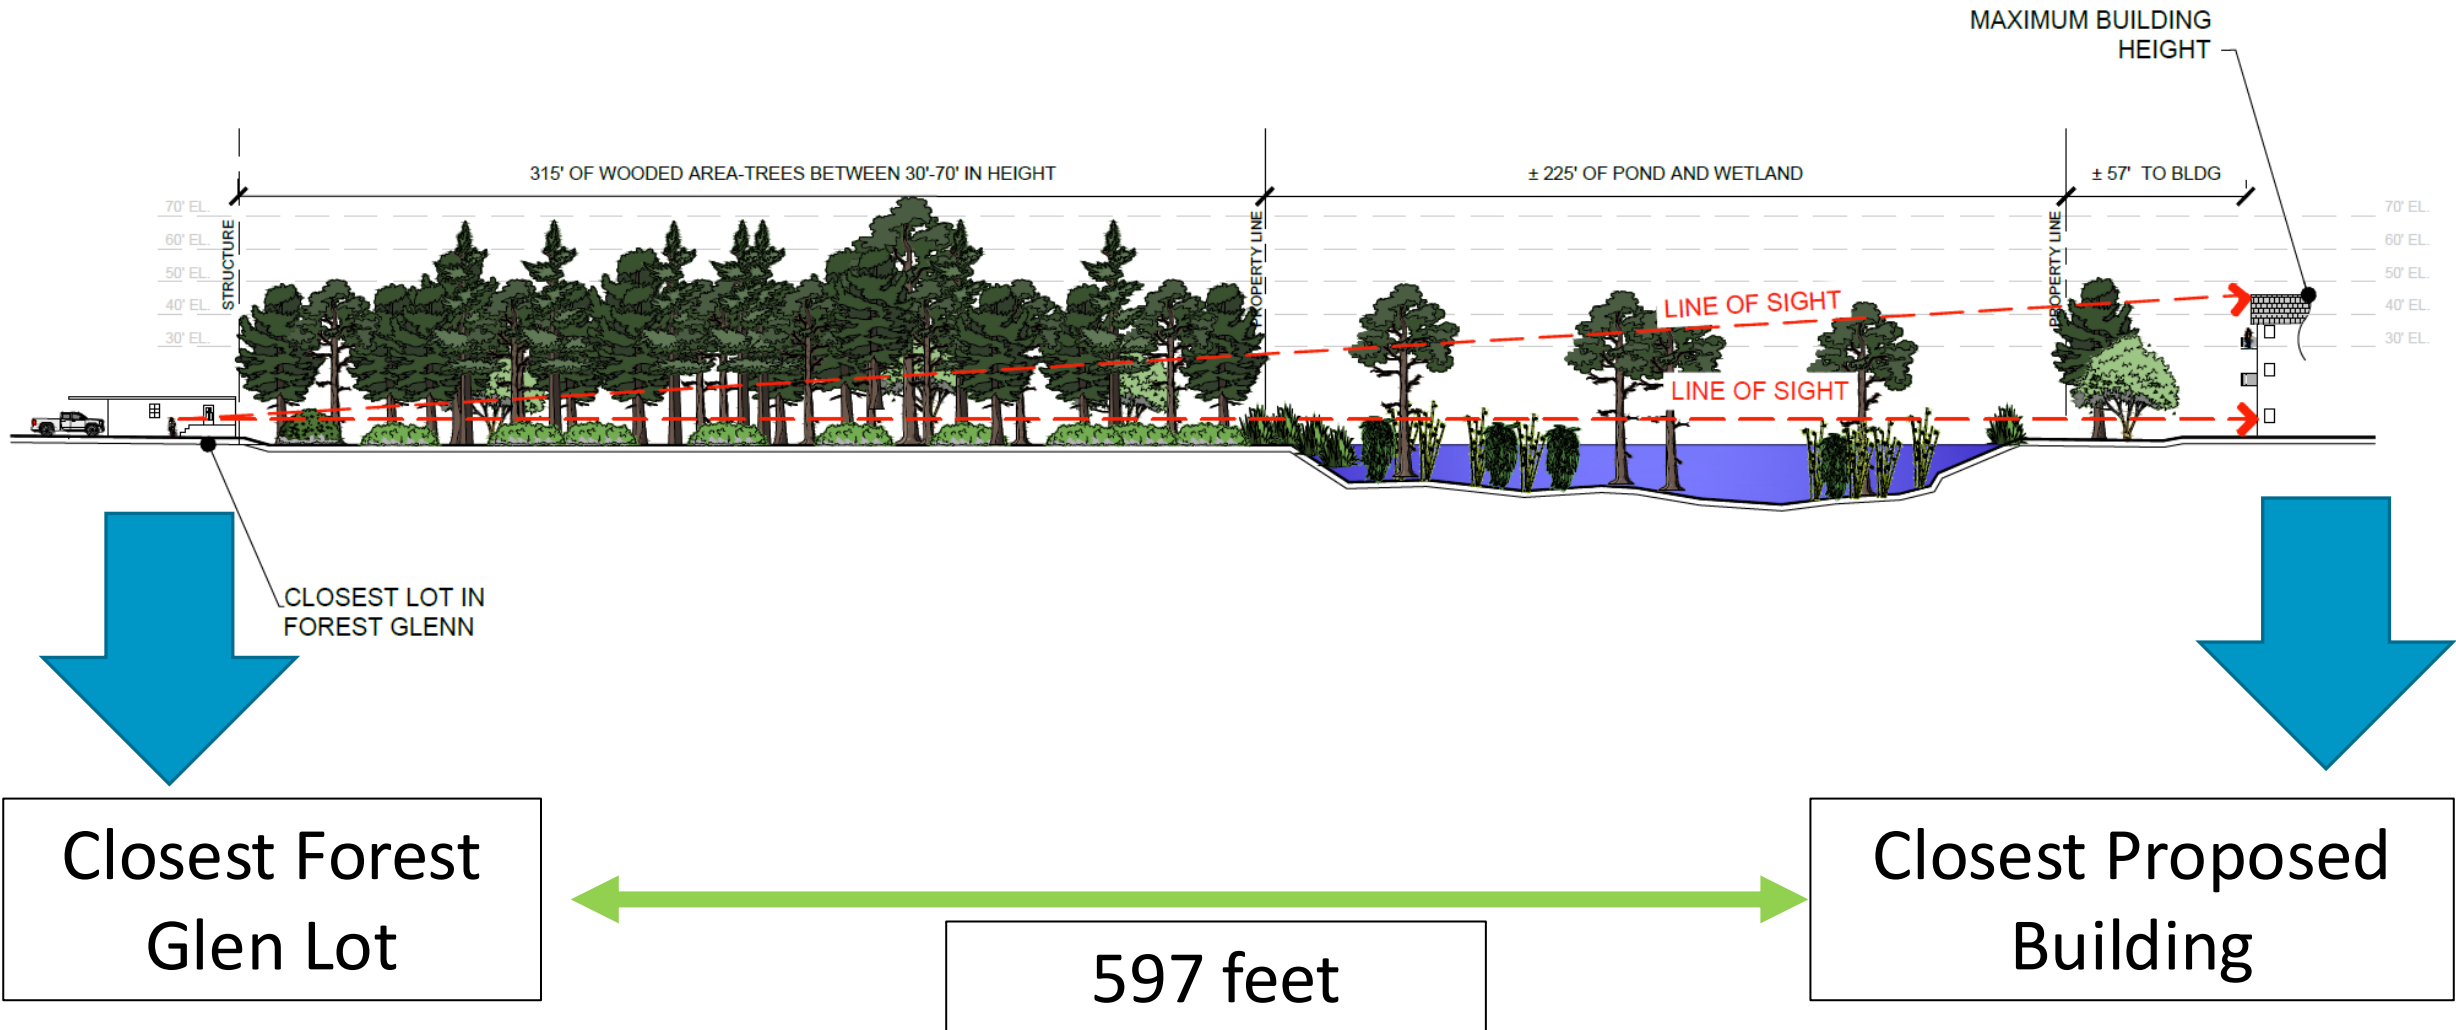 MAXIMUM BUILDING
HEIGHT
315' OF WOODED AREA-TREES BETWEEN 30'-70' IN HEIGHT
± 225' OF POND AND WETLAND
± 57' TO BLDG
70' EL.
60' EL.
50' EL.
40' EL.
30' EL.
STRUCTURE
PROPERTY LINE
PROPERTY LINE
70' EL.
60' EL.
50' EL.
40' EL.
30' EL.
LINE OF SIGHT
LINE OF SIGHT
CLOSEST LOT IN
FOREST GLENN
Closest Forest
Glen Lot
597 feet
Closest Proposed
Building